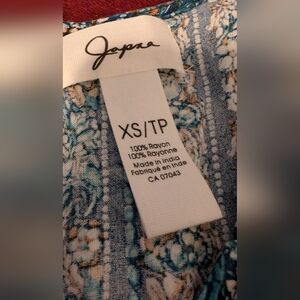 Japna
XS/TP
100% Rayon
100% Rayonne
Made in India
Fabriqué en Inde
CA 07043